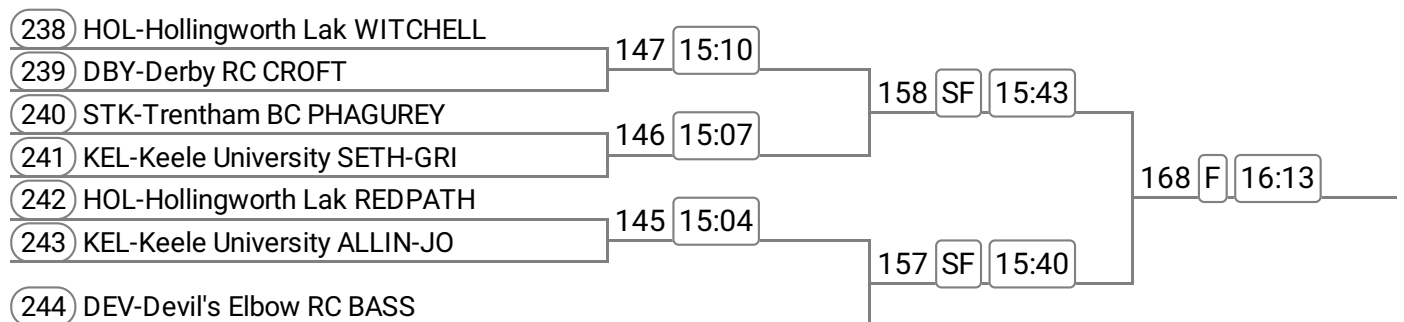 238 HOL-Hollingworth Lak WITCHELL
239 DBY-Derby RC CROFT
147 15:10
240 STK-Trentham BC PHAGUREY
241 KEL-Keele University SETH-GRI
146 15:07
158 SF 15:43
242 HOL-Hollingworth Lak REDPATH
243 KEL-Keele University ALLIN-JO
145 15:04
244 DEV-Devil's Elbow RC BASS
157 SF 15:40
168 F 16:13